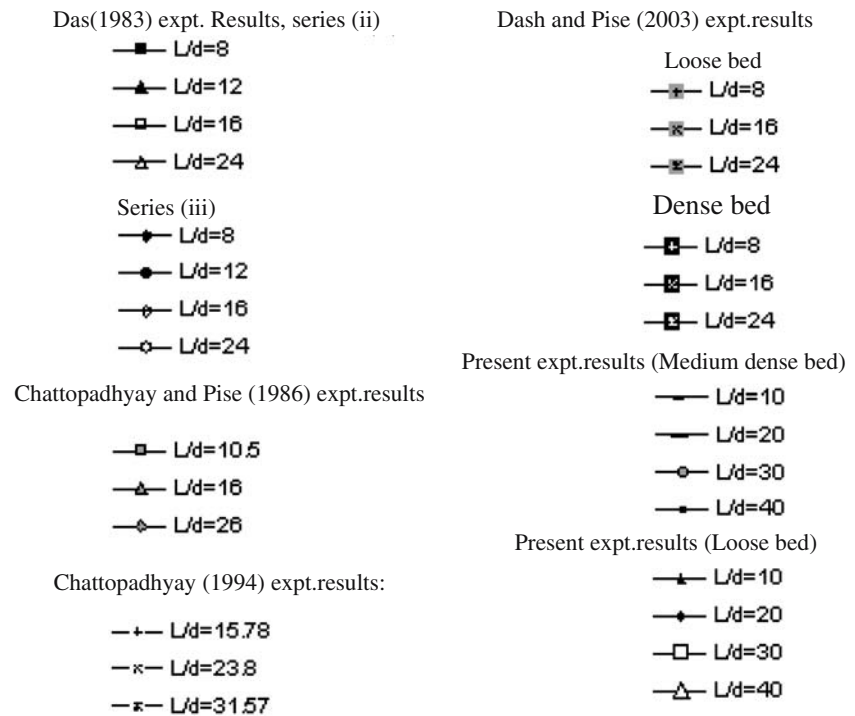 Das(1983) expt. Results, series (ii)
L/d=8
L/d=12
L/d=16
L/d=24
Series (iii)
L/d=8
L/d=12
L/d=16
L/d=24
Chattopadhyay and Pise (1986) expt.results
L/d=10.5
L/d=16
L/d=26
Chattopadhyay (1994) expt.results:
L/d=15.78
L/d=23.8
L/d=31.57
Dash and Pise (2003) expt.results
Loose bed
L/d=8
L/d=16
L/d=24
Dense bed
L/d=8
L/d=16
L/d=24
Present expt.results (Medium dense bed)
L/d=10
L/d=20
L/d=30
L/d=40
Present expt.results (Loose bed)
L/d=10
L/d=20
L/d=30
L/d=40